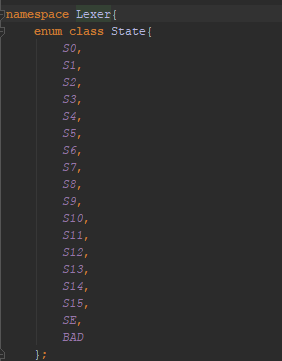 namespace Lexer{
enum class State{
S0,
S1,
S2,
S3,
S4,
S5,
S6,
S7,
S8,
S9,
S10,
S11,
S12,
S13,
S14,
S15,
SE,
BAD
};